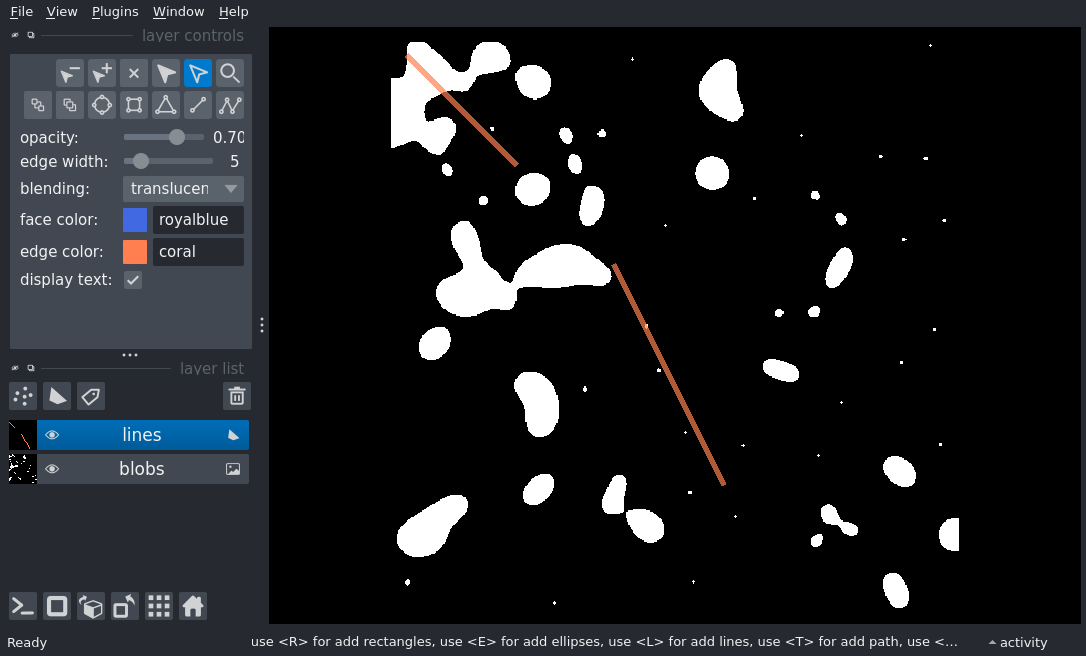 File View Plugins Window Help
layer controls
opacity: 0.70
edge width: 5
blending: translucen
face color: royalblue
edge color: coral
display text:
layer list
lines
blobs
Ready use <R> for add rectangles, use <E> for add ellipses, use <L> for add lines, use <T> for add path, use <... activity